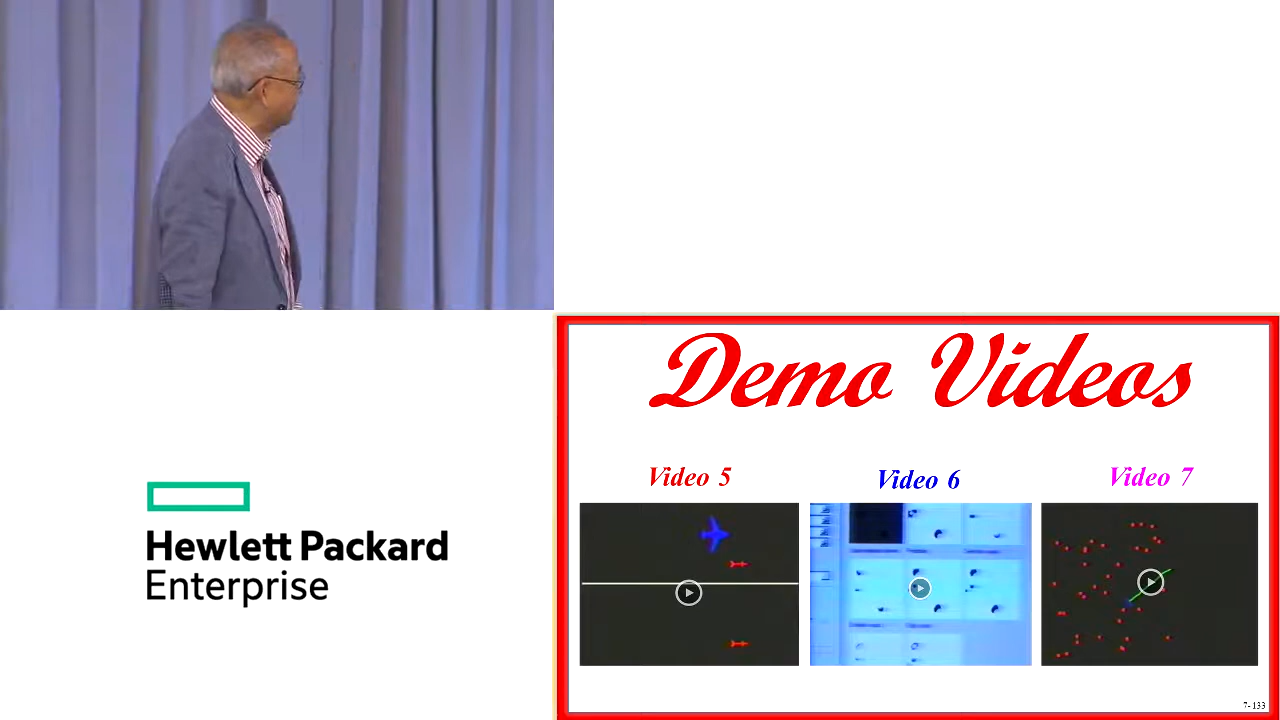 Demo Videos
Video 5
Video 6
Video 7
Hewlett Packard
Enterprise
7-133